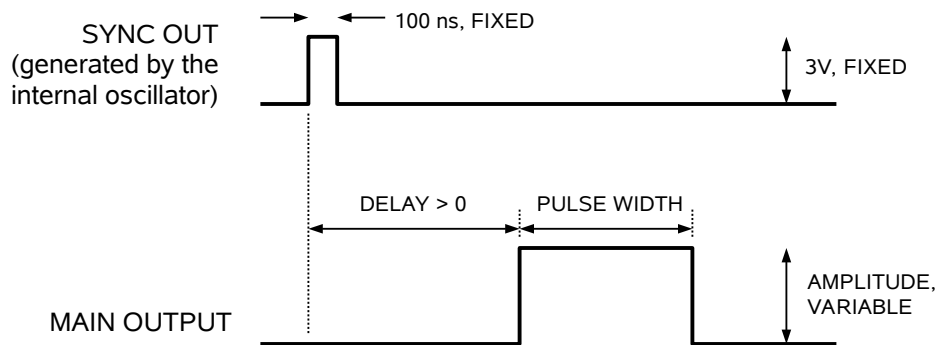 100 ns, FIXED
SYNC OUT
(generated by the
internal oscillator)
3V, FIXED
DELAY > 0
PULSE WIDTH
AMPLITUDE,
VARIABLE
MAIN OUTPUT